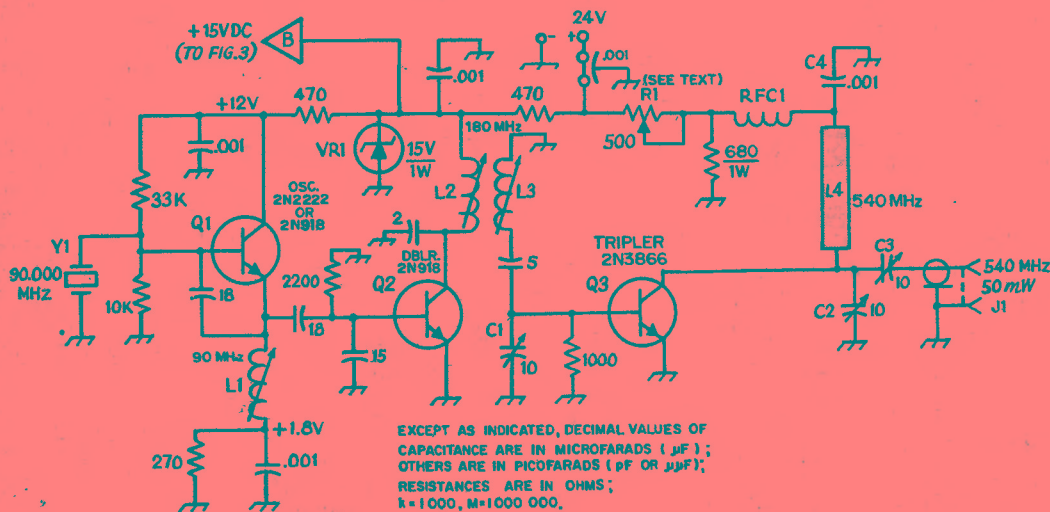 +15VDC
(TO FIG.3)
B
24V
- +
.001
.001
(SEE TEXT)
R1
500
C4
.001
470
+12V
470
RFC1
180 MHz
.001
VR1
15V
1W
680
1W
L2
L3
L4
540 MHz
33K
OSC.
2N2222
OR
2N918
Q1
Y1
90.000
MHz
10K
18
2
DBLR.
2N918
Q2
2200
18
.15
5
C1
10
TRIPLER
2N3866
Q3
1000
C3
10
C2
10
540 MHz
50 mW
J1
90 MHz
L1
+1.8V
270
.001
EXCEPT AS INDICATED, DECIMAL VALUES OF
CAPACITANCE ARE IN MICROFARADS ( µF ) ;
OTHERS ARE IN PICOFARADS ( pF OR µµF);
RESISTANCES ARE IN OHMS ;
k = 1 000, M=1000 000.